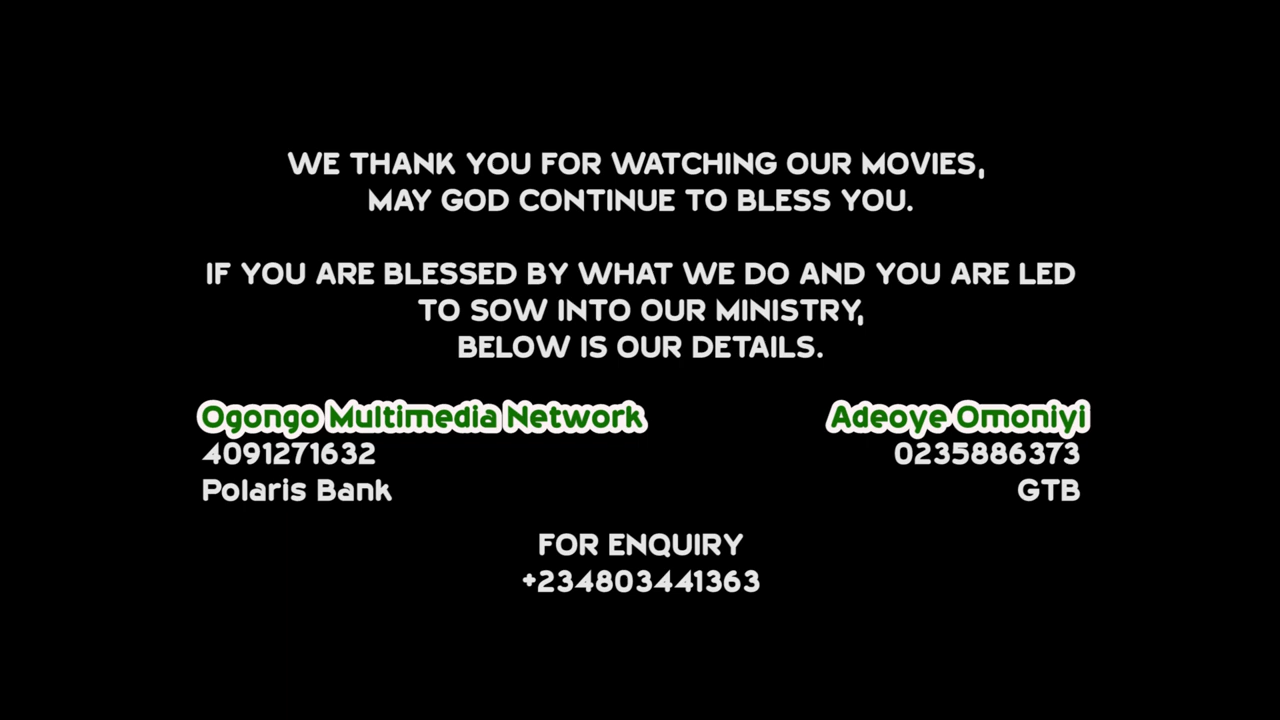 WE THANK YOU FOR WATCHING OUR MOVIES,
MAY GOD CONTINUE TO BLESS YOU.
IF YOU ARE BLESSED BY WHAT WE DO AND YOU ARE LED
TO SOW INTO OUR MINISTRY,
BELOW IS OUR DETAILS.
Ogongo Multimedia Network
4091271632
Polaris Bank
Adeoye Omoniyi
0235886373
GTB
FOR ENQUIRY
+234803441363